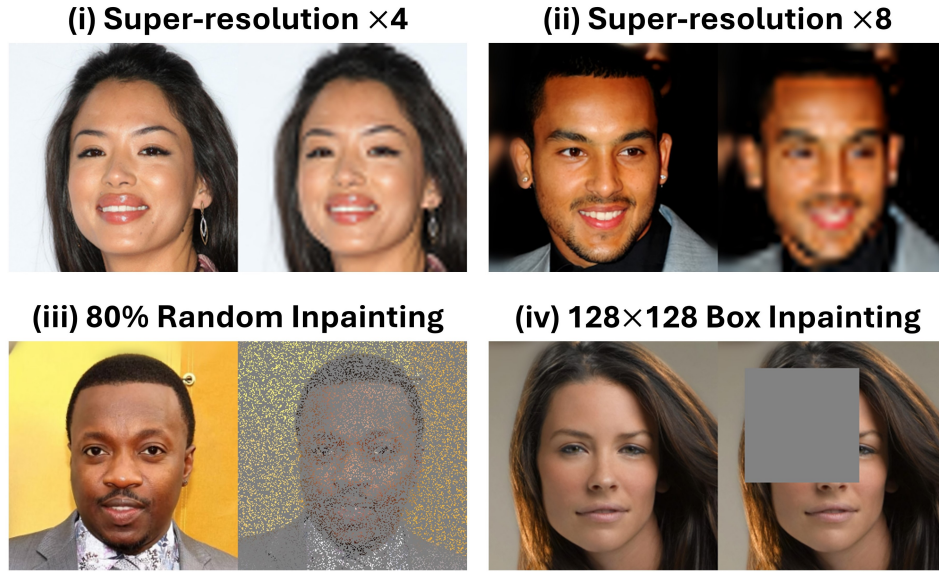 (i) Super-resolution ×4
(ii) Super-resolution ×8
(iii) 80% Random Inpainting
(iv) 128×128 Box Inpainting